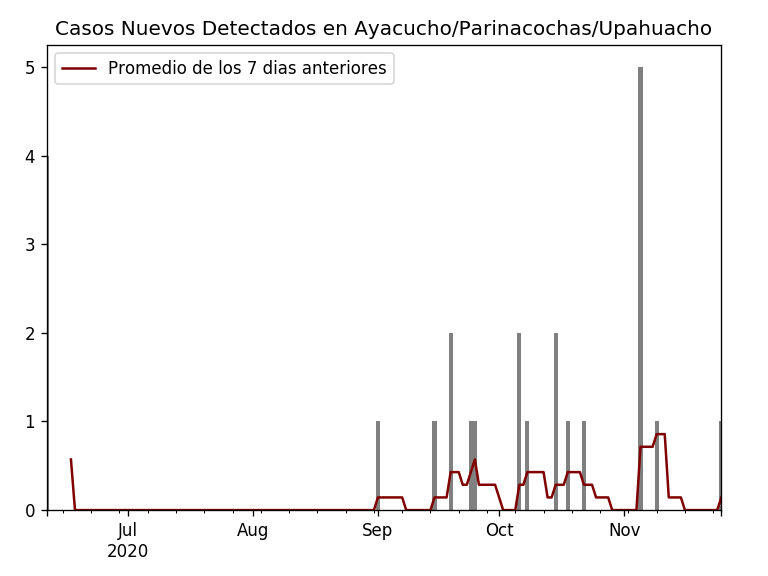 Casos Nuevos Detectados en Ayacucho/Parinacochas/Upahuacho
Promedio de los 7 dias anteriores
5
4
3
2
1
0
Jul Aug Sep Oct Nov
2020